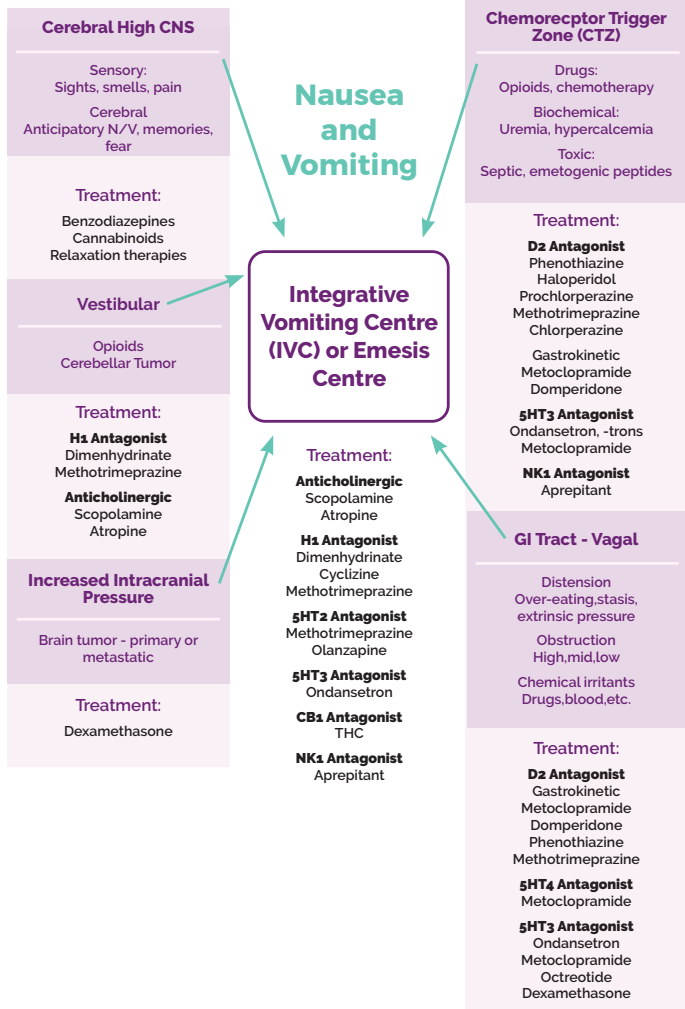 Cerebral High CNS
Sensory:
Sights, smells, pain
Cerebral
Anticipatory N/V, memories,
fear
Treatment:
Benzodiazepines
Cannabinoids
Relaxation therapies
Vestibular
Opioids
Cerebellar Tumor
Treatment:
H1 Antagonist
Dimenhydrinate
Methotrimeprazine
Anticholinergic
Scopolamine
Atropine
Increased Intracranial
Pressure
Brain tumor - primary or
metastatic
Treatment:
Dexamethasone
Nausea
and
Vomiting
Integrative
Vomiting Centre
(IVC) or Emesis
Centre
Treatment:
Anticholinergic
Scopolamine
Atropine
H1 Antagonist
Dimenhydrinate
Cyclizine
Methotrimeprazine
5HT2 Antagonist
Methotrimeprazine
Olanzapine
5HT3 Antagonist
Ondansetron
CB1 Antagonist
THC
NK1 Antagonist
Aprepitant
Chemorecptor Trigger
Zone (CTZ)
Drugs:
Opioids, chemotherapy
Biochemical:
Uremia, hypercalcemia
Toxic:
Septic, emetogenic peptides
Treatment:
D2 Antagonist
Phenothiazine
Haloperidol
Prochlorperazine
Methotrimeprazine
Chlorperazine
Gastrokinetic
Metoclopramide
Domperidone
5HT3 Antagonist
Ondansetron, -trons
Metoclopramide
NK1 Antagonist
Aprepitant
GI Tract - Vagal
Distension
Over-eating,stasis,
extrinsic pressure
Obstruction
High,mid,low
Chemical irritants
Drugs,blood,etc.
Treatment:
D2 Antagonist
Gastrokinetic
Metoclopramide
Domperidone
Phenothiazine
Methotrimeprazine
5HT4 Antagonist
Metoclopramide
5HT3 Antagonist
Ondansetron
Metoclopramide
Octreotide
Dexamethasone